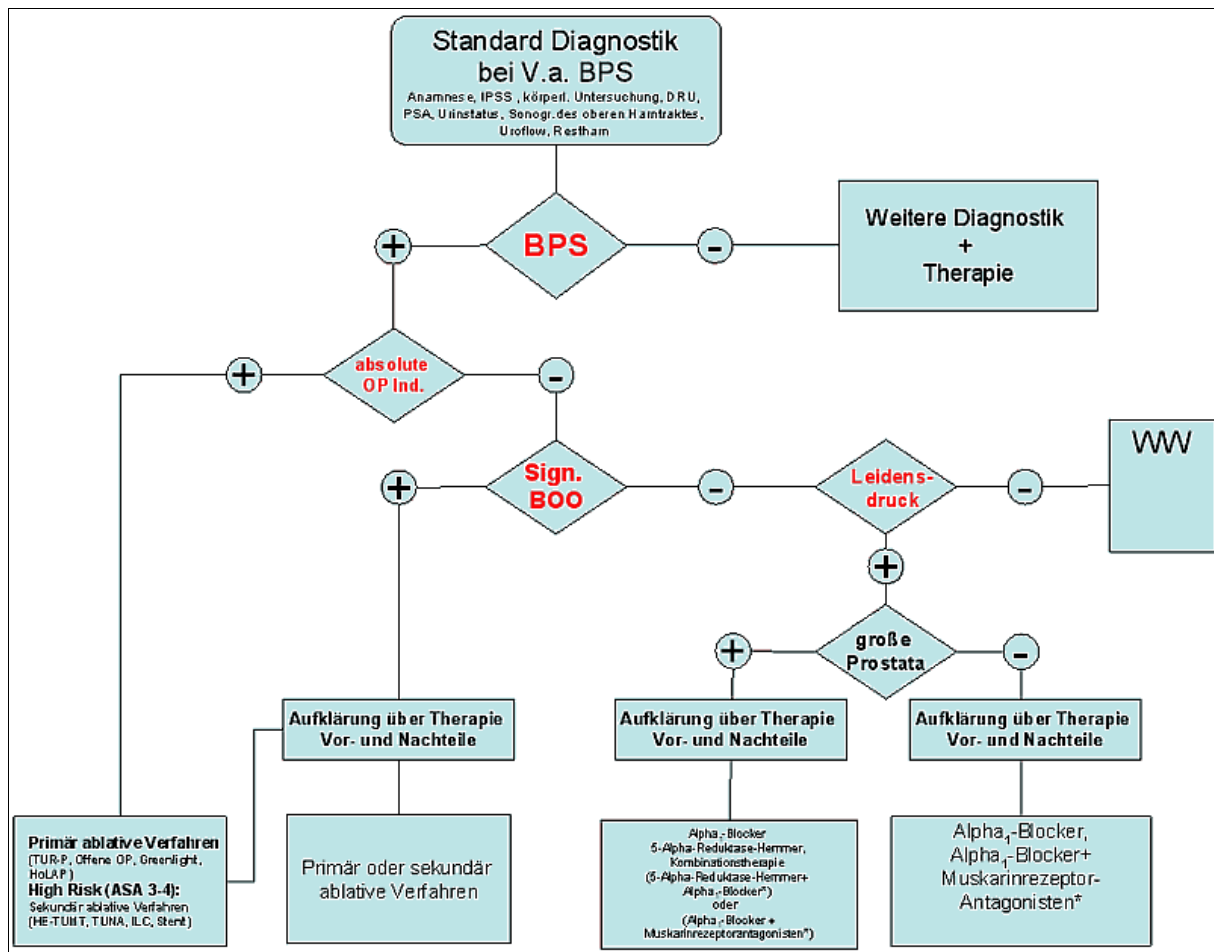 Standard Diagnostik
bei V.a. BPS
Anamnese, IPSS , körperl. Untersuchung, DRU,
PSA, Urinstatus, Sonogr.des oberen Harntraktes,
Uroflow, Restharn
BPS
+
-
Weitere Diagnostik
+
Therapie
absolute
OP Ind.
+
-
Sign.
BOO
+
-
Leidens-
druck
-
WW
+
große
Prostata
+
-
Aufklärung über Therapie
Vor- und Nachteile
Aufklärung über Therapie
Vor- und Nachteile
Aufklärung über Therapie
Vor- und Nachteile
Primär ablative Verfahren
(TUR-P, Offene OP, Greenlight,
HoLAP)
High Risk (ASA 3-4):
Sekundär ablative Verfahren
(HE-TUMT, TUNA, ILC, Stent)
Primär oder sekundär
ablative Verfahren
Alpha₁-Blocker
5-Alpha-Reduktase-Hemmer,
Kombinationstherapie
(5-Alpha-Reduktase-Hemmer+
Alpha₁-Blocker*)
oder
(Alpha₁-Blocker +
Muskarinrezeptorantagonisten*)
Alpha₁-Blocker,
Alpha₁-Blocker+
Muskarinrezeptor-
Antagonisten*